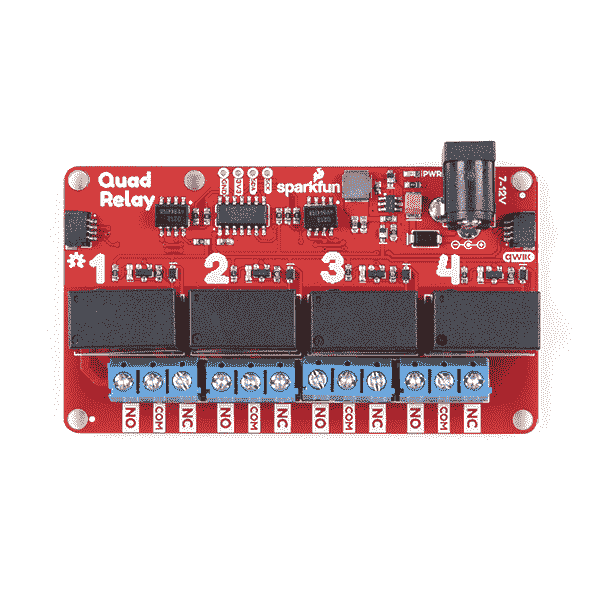 Quad
Relay
sparkfun
PWR
7-12V
qwiic
1
2
3
4
NO
COM
NC
NO
COM
NC
NO
COM
NC
NO
COM
NC